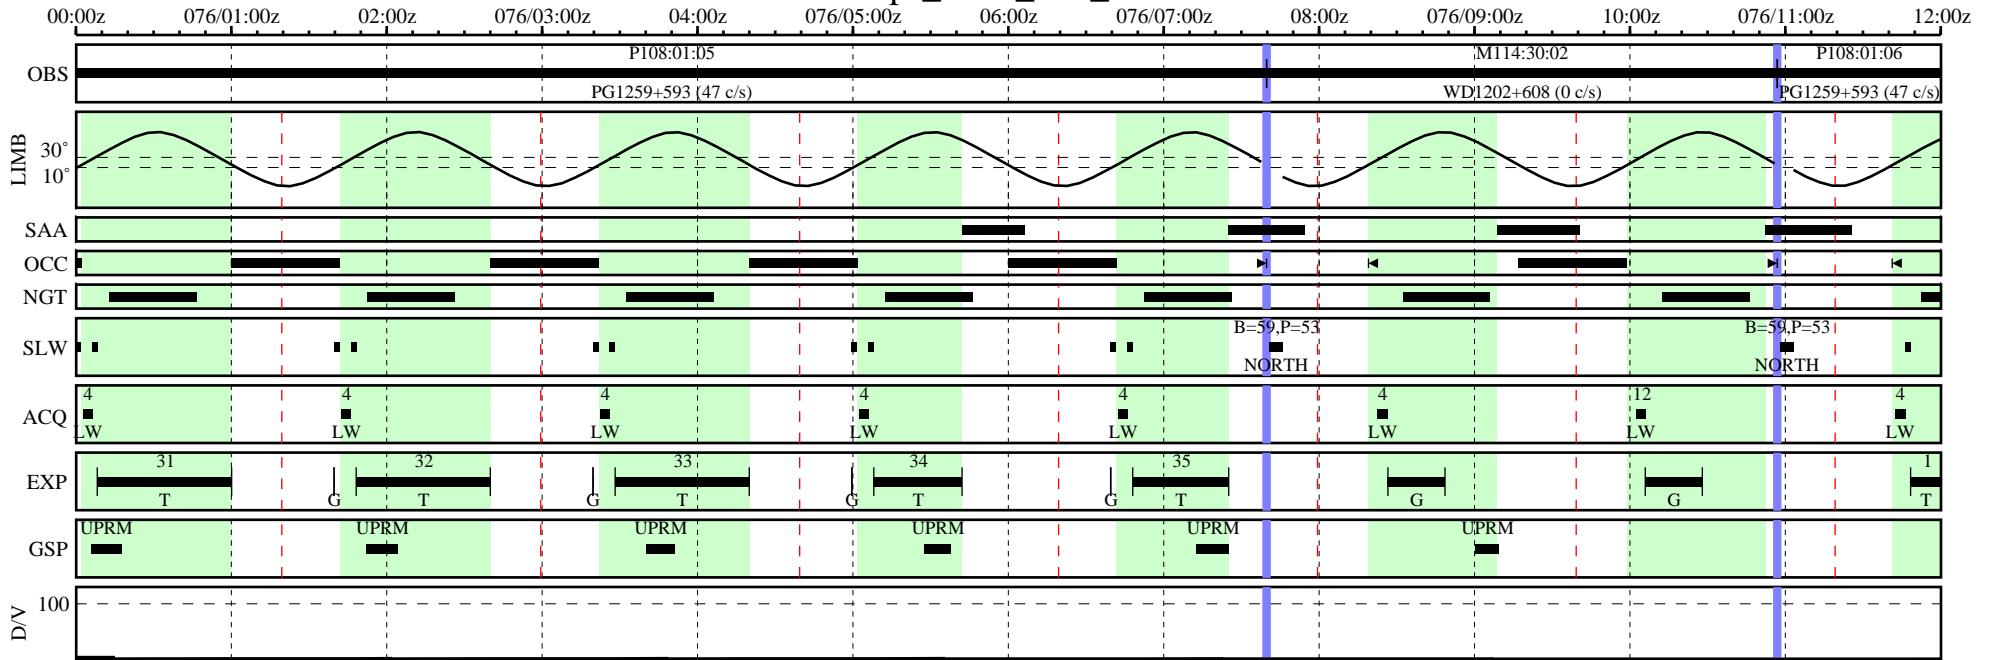 00:00z 076/01:00z 02:00z 076/03:00z 04:00z 076/05:00z 06:00z 076/07:00z 08:00z 076/09:00z 10:00z 076/11:00z 12:00z
P108:01:05 M114:30:02 P108:01:06
OBS
PG1259+593 (47 c/s) WD1202+608 (0 c/s) PG1259+593 (47 c/s)
LIMB
30°
10°
SAA
OCC
NGT
B=59,P=53 B=59,P=53
SLW
NORTH NORTH
4 4 4 4 4 4 12 4
ACQ
LW LW LW LW LW LW LW LW
31 32 33 34 35 1
EXP
T G T G T G T G T G G T
UPRM UPRM UPRM UPRM UPRM UPRM
GSP
D/V
100